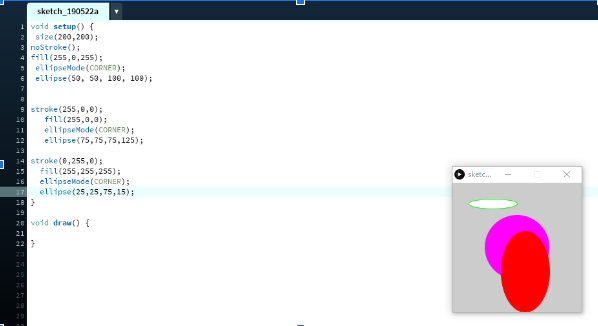 sketch_190522a
1 void setup() {
2 size(200,200);
3 noStroke();
4 fill(255,0,255);
5 ellipseMode(CORNER);
6 ellipse(50, 50, 100, 100);
7
8
9 stroke(255,0,0);
10 fill(255,0,0);
11 ellipseMode(CORNER);
12 ellipse(75,75,75,125);
13
14 stroke(0,255,0);
15 fill(255,255,255);
16 ellipseMode(CORNER);
17 ellipse(25,25,75,15);
18 }
19
20 void draw() {
21
22 }
23
24
25
26
27
28
29
sketc...